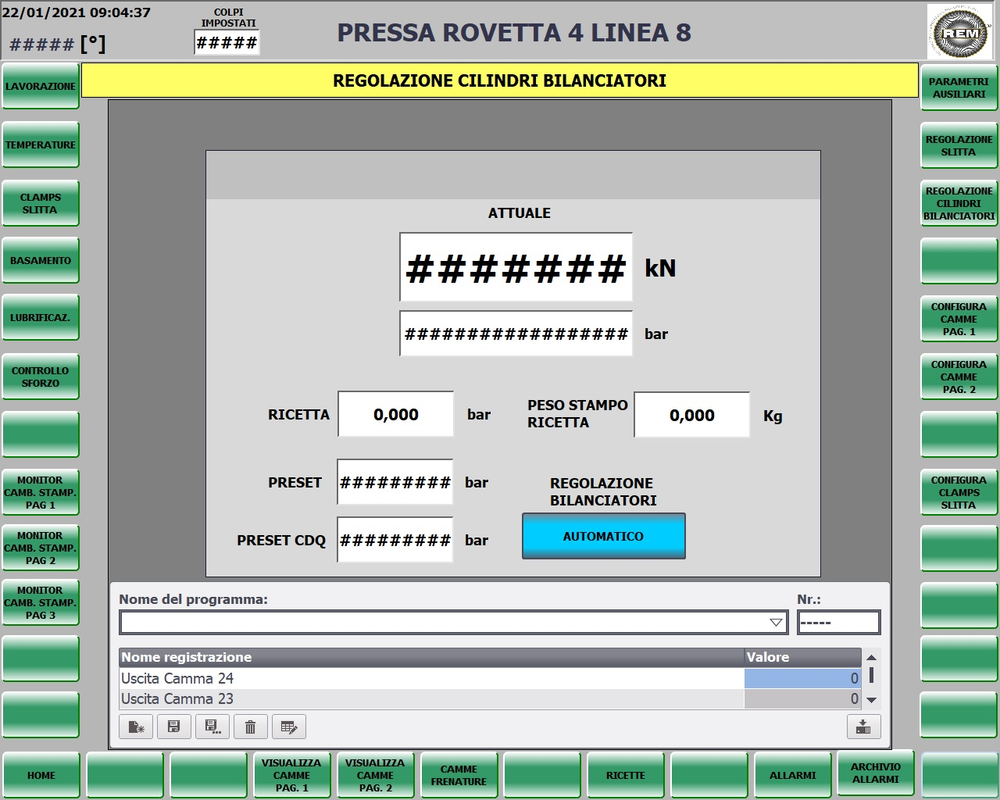 22/01/2021 09:04:37
COLPI
IMPOSTATI
#####
##### [°]
PRESSA ROVETTA 4 LINEA 8
REM
REGOLAZIONE CILINDRI BILANCIATORI
LAVORAZIONE
TEMPERATURE
CLAMPS
SLITTA
BASAMENTO
LUBRIFICAZ.
CONTROLLO
SFORZO
MONITOR
CAMB. STAMP.
PAG 1
MONITOR
CAMB. STAMP.
PAG 2
MONITOR
CAMB. STAMP.
PAG 3
ATTUALE
####### kN
################## bar
RICETTA 0,000 bar
PESO STAMPO
RICETTA
0,000 Kg
PRESET ######### bar
REGOLAZIONE
BILANCIATORI
PRESET CDQ ######### bar
AUTOMATICO
Nome del programma:
Nr.:
-----
Nome registrazione Valore
Uscita Camma 24 0
Uscita Camma 23 0
PARAMETRI
AUSILIARI
REGOLAZIONE
SLITTA
REGOLAZIONE
CILINDRI
BILANCIATORI
CONFIGURA
CAMME
PAG. 1
CONFIGURA
CAMME
PAG. 2
CONFIGURA
CLAMPS
SLITTA
HOME
VISUALIZZA
CAMME
PAG. 1
VISUALIZZA
CAMME
PAG. 2
CAMME
FRENATURE
RICETTE
ALLARMI
ARCHIVIO
ALLARMI